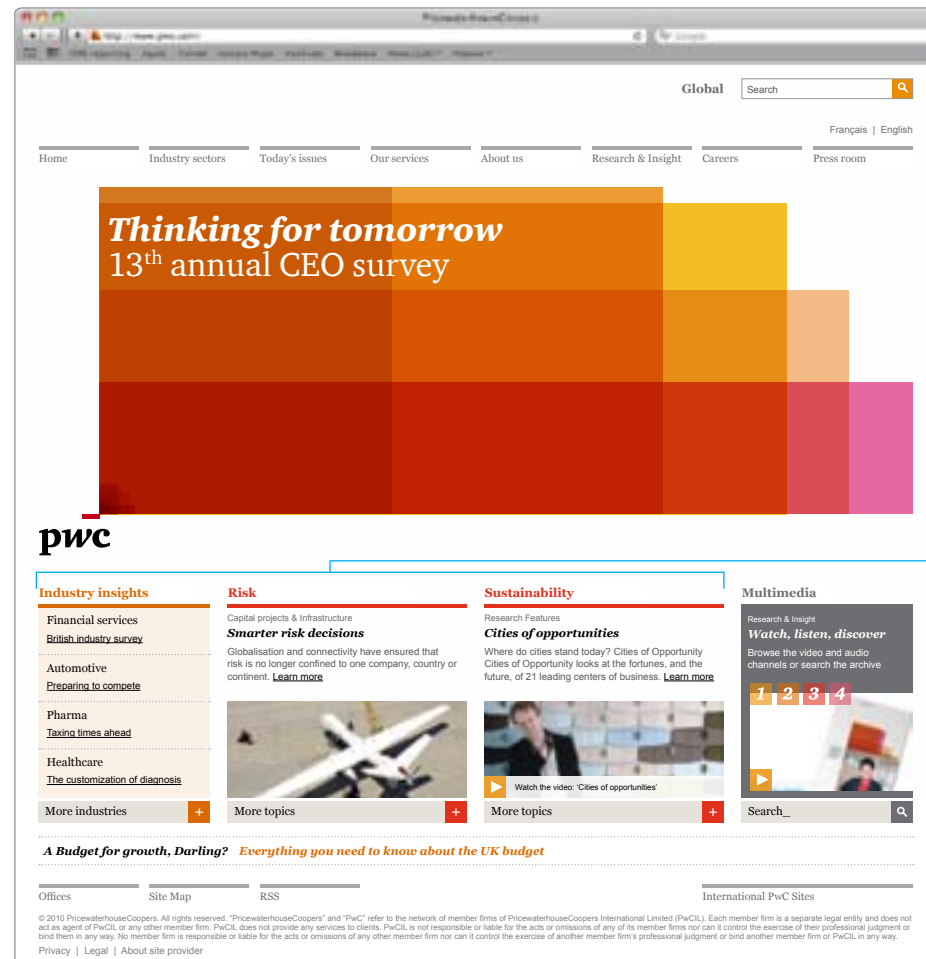 PricewaterhouseCoopers
Global
Search
Français | English
Home
Industry sectors
Today's issues
Our services
About us
Research & Insight
Careers
Press room
Thinking for tomorrow
13th annual CEO survey
pwc
Industry insights
Financial services
British industry survey
Automotive
Preparing to compete
Pharma
Taxing times ahead
Healthcare
The customization of diagnosis
More industries +
Risk
Capital projects & Infrastructure
Smarter risk decisions
Globalisation and connectivity have ensured that
risk is no longer confined to one company, country or
continent. Learn more
More topics +
Sustainability
Research Features
Cities of opportunities
Where do cities stand today? Cities of Opportunity
Cities of Opportunity looks at the fortunes, and the
future, of 21 leading centers of business. Learn more
Watch the video: ‘Cities of opportunities’
More topics +
Multimedia
Research & Insight
Watch, listen, discover
Browse the video and audio
channels or search the archive
1 2 3 4
Search_
A Budget for growth, Darling? Everything you need to know about the UK budget
Offices
Site Map
RSS
International PwC Sites
© 2010 PricewaterhouseCoopers. All rights reserved. “PricewaterhouseCoopers” and “PwC” refer to the network of member firms of PricewaterhouseCoopers International Limited (PwCIL). Each member firm is a separate legal entity and does not
act as agent of PwCIL or any other member firm. PwCIL does not provide any services to clients. PwCIL is not responsible or liable for the acts or omissions of any of its member firms nor can it control the exercise of their professional judgment or
bind them in any way. No member firm is responsible or liable for the acts or omissions of any other member firm nor can it control the exercise of another member firm's professional judgment or bind another member firm or PwCIL in any way.
Privacy | Legal | About site provider